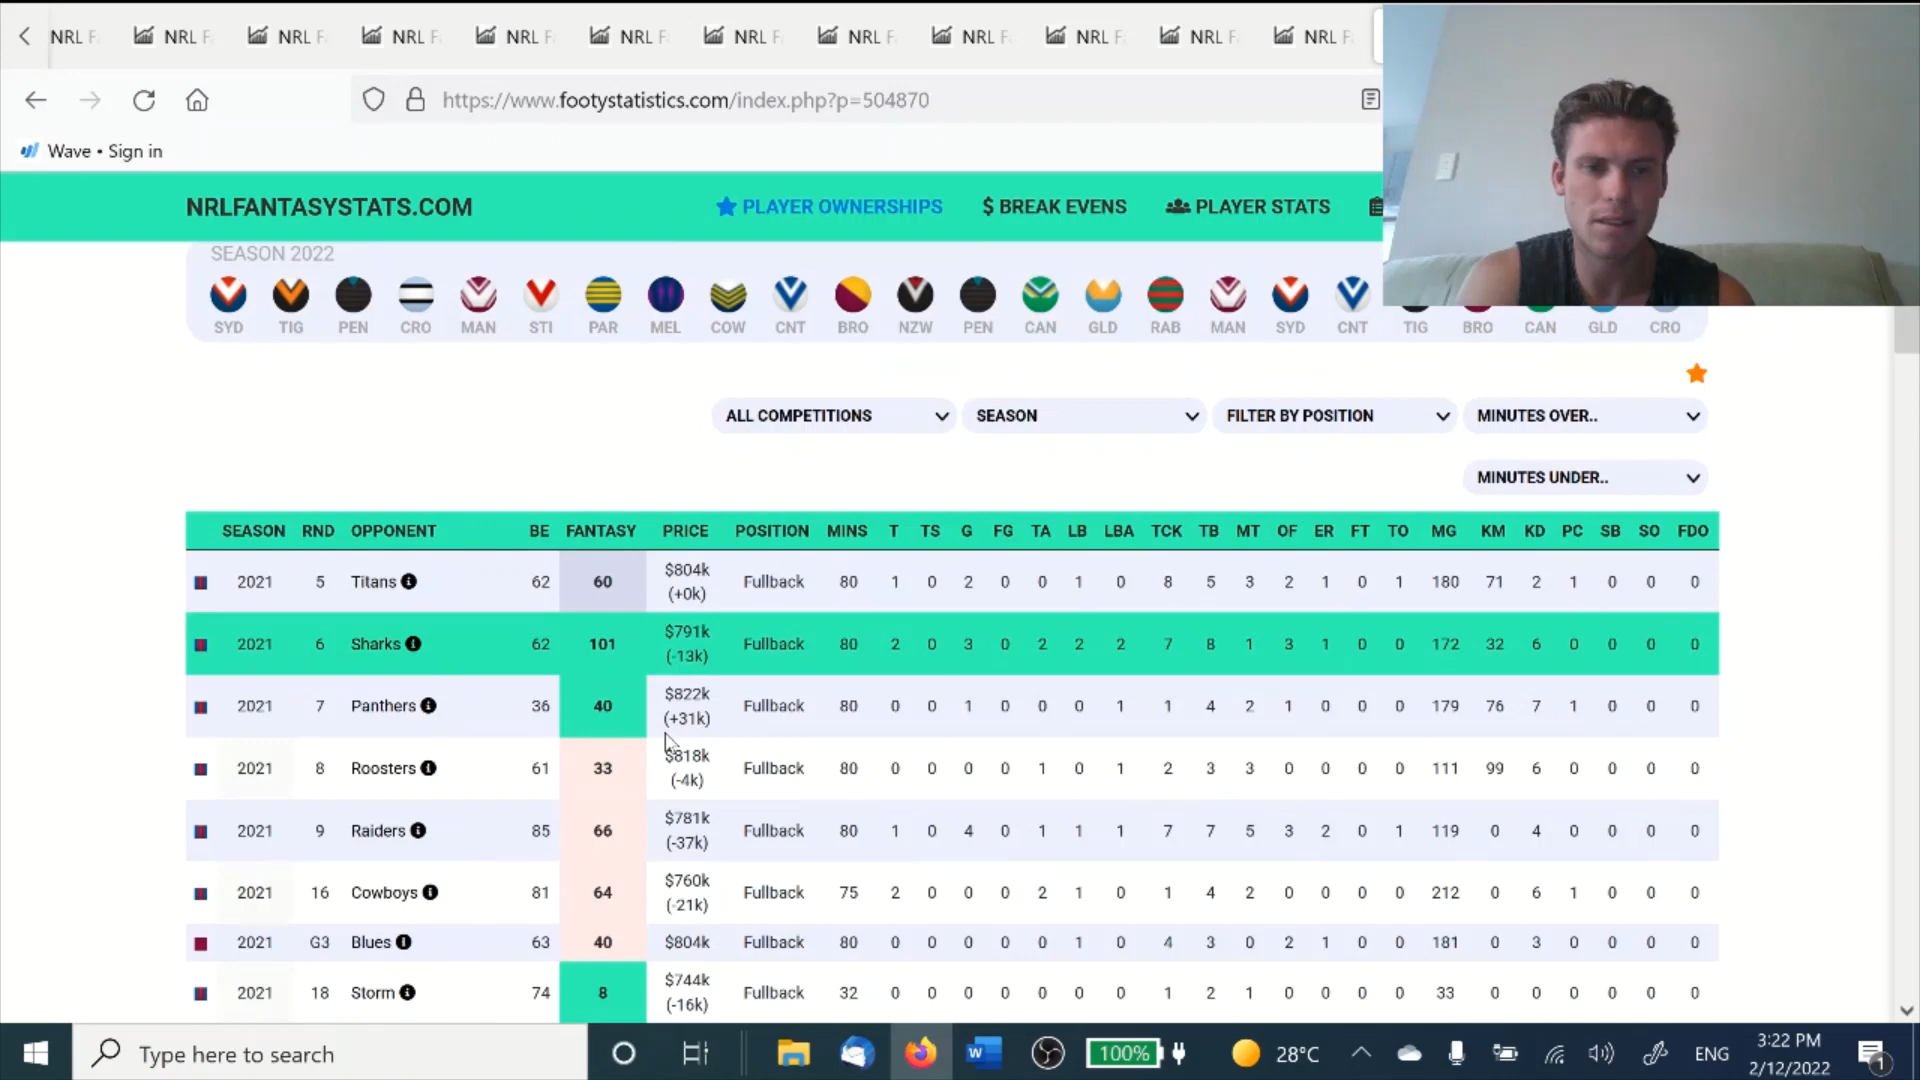 NRL F NRL F NRL F NRL F NRL F NRL F NRL F NRL F NRL F NRL F NRL F NRL F
https://www.footystatistics.com/index.php?p=504870
Wave • Sign in
NRLFANTASYSTATS.COM PLAYER OWNERSHIPS $ BREAK EVENS PLAYER STATS
SEASON 2022
SYD TIG PEN CRO MAN STI PAR MEL COW CNT BRO NZW PEN CAN GLD RAB MAN SYD CNT TIG BRO CAN GLD CRO
ALL COMPETITIONS SEASON FILTER BY POSITION MINUTES OVER..
MINUTES UNDER..
SEASON RND OPPONENT BE FANTASY PRICE POSITION MINS T TS G FG TA LB LBA TCK TB MT OF ER FT TO MG KM KD PC SB SO FDO
2021 5 Titans 62 60 $804k (+0k) Fullback 80 1 0 2 0 0 1 0 8 5 3 2 1 0 1 180 71 2 1 0 0 0
2021 6 Sharks 62 101 $791k (-13k) Fullback 80 2 0 3 0 2 2 2 7 8 1 3 1 0 0 172 32 6 0 0 0 0
2021 7 Panthers 36 40 $822k (+31k) Fullback 80 0 0 1 0 0 0 1 1 4 2 1 0 0 0 179 76 7 1 0 0 0
2021 8 Roosters 61 33 $818k (-4k) Fullback 80 0 0 0 0 1 0 1 2 3 3 0 0 0 0 111 99 6 0 0 0 0
2021 9 Raiders 85 66 $781k (-37k) Fullback 80 1 0 4 0 1 1 1 7 7 5 3 2 0 1 119 0 4 0 0 0 0
2021 16 Cowboys 81 64 $760k (-21k) Fullback 75 2 0 0 0 2 1 0 1 4 2 0 0 0 0 212 0 6 1 0 0 0
2021 G3 Blues 63 40 $804k Fullback 80 0 0 0 0 0 1 0 4 3 0 2 1 0 0 181 0 3 0 0 0 0
2021 18 Storm 74 8 $744k (-16k) Fullback 32 0 0 0 0 0 0 0 1 2 1 0 0 0 0 33 0 0 0 0 0 0
Type here to search 100% 28°C ENG 3:22 PM
2/12/2022 1